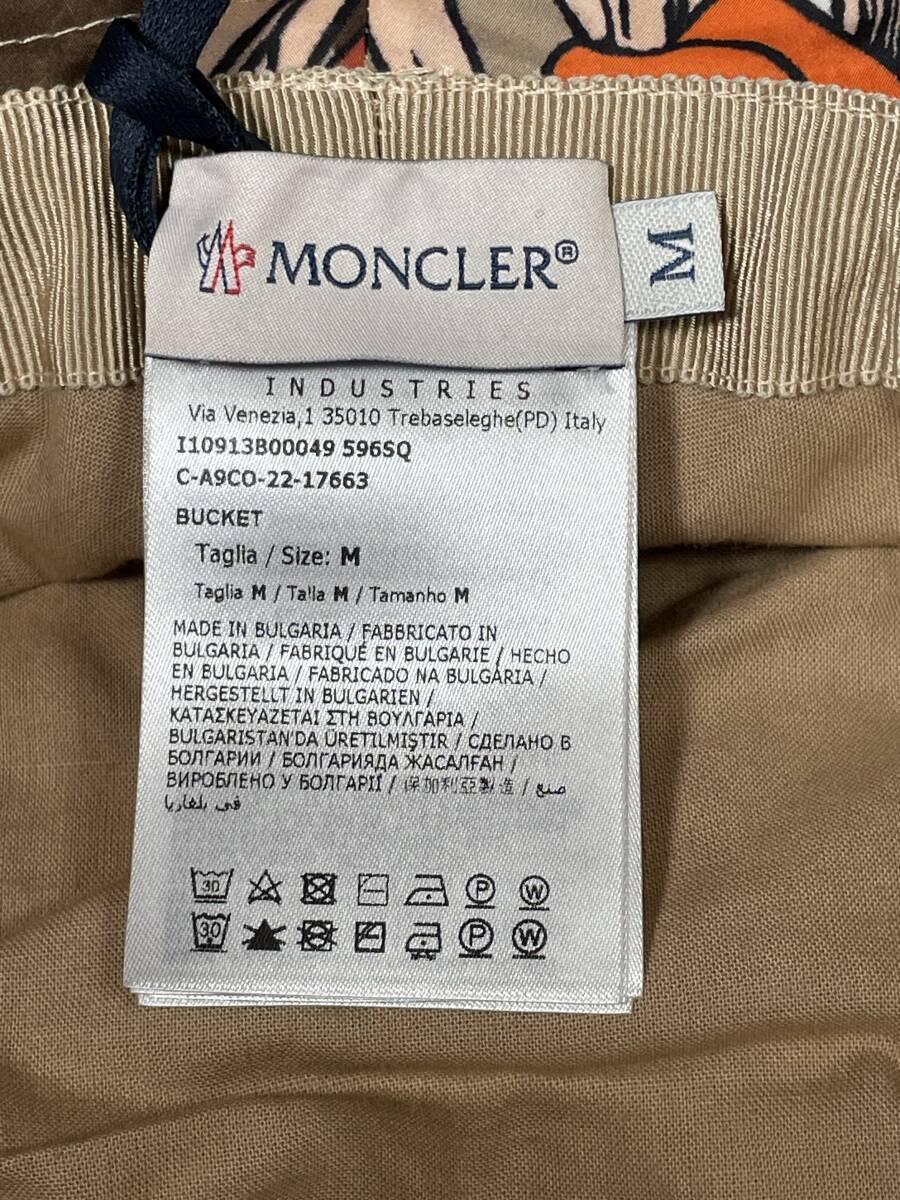 MONCLER®
M
INDUSTRIES
Via Venezia,1 35010 Trebaseleghe(PD) Italy
I10913B00049 596SQ
C-A9CO-22-17663
BUCKET
Taglia / Size: M
Taglia M / Talla M / Tamanho M
MADE IN BULGARIA / FABBRICATO IN
BULGARIA / FABRIQUÉ EN BULGARIE / HECHO
EN BULGARIA / FABRICADO NA BULGÁRIA /
HERGESTELLT IN BULGARIEN /
ΚΑΤΑΣΚΕΥΑΖΕΤΑΙ ΣΤΗ ΒΟΥΛΓΑΡΙΑ /
BULGARISTAN'DA ÜRETILMIŞTIR / СДЕЛАНО В
БОЛГАРИИ / БОЛГАРИЯДА ЖАСАЛҒАН /
ВИРОБЛЕНО У БОЛГАРІЇ / 保加利亞製造 / صنع
في بلغاريا
30 P W
30 P W